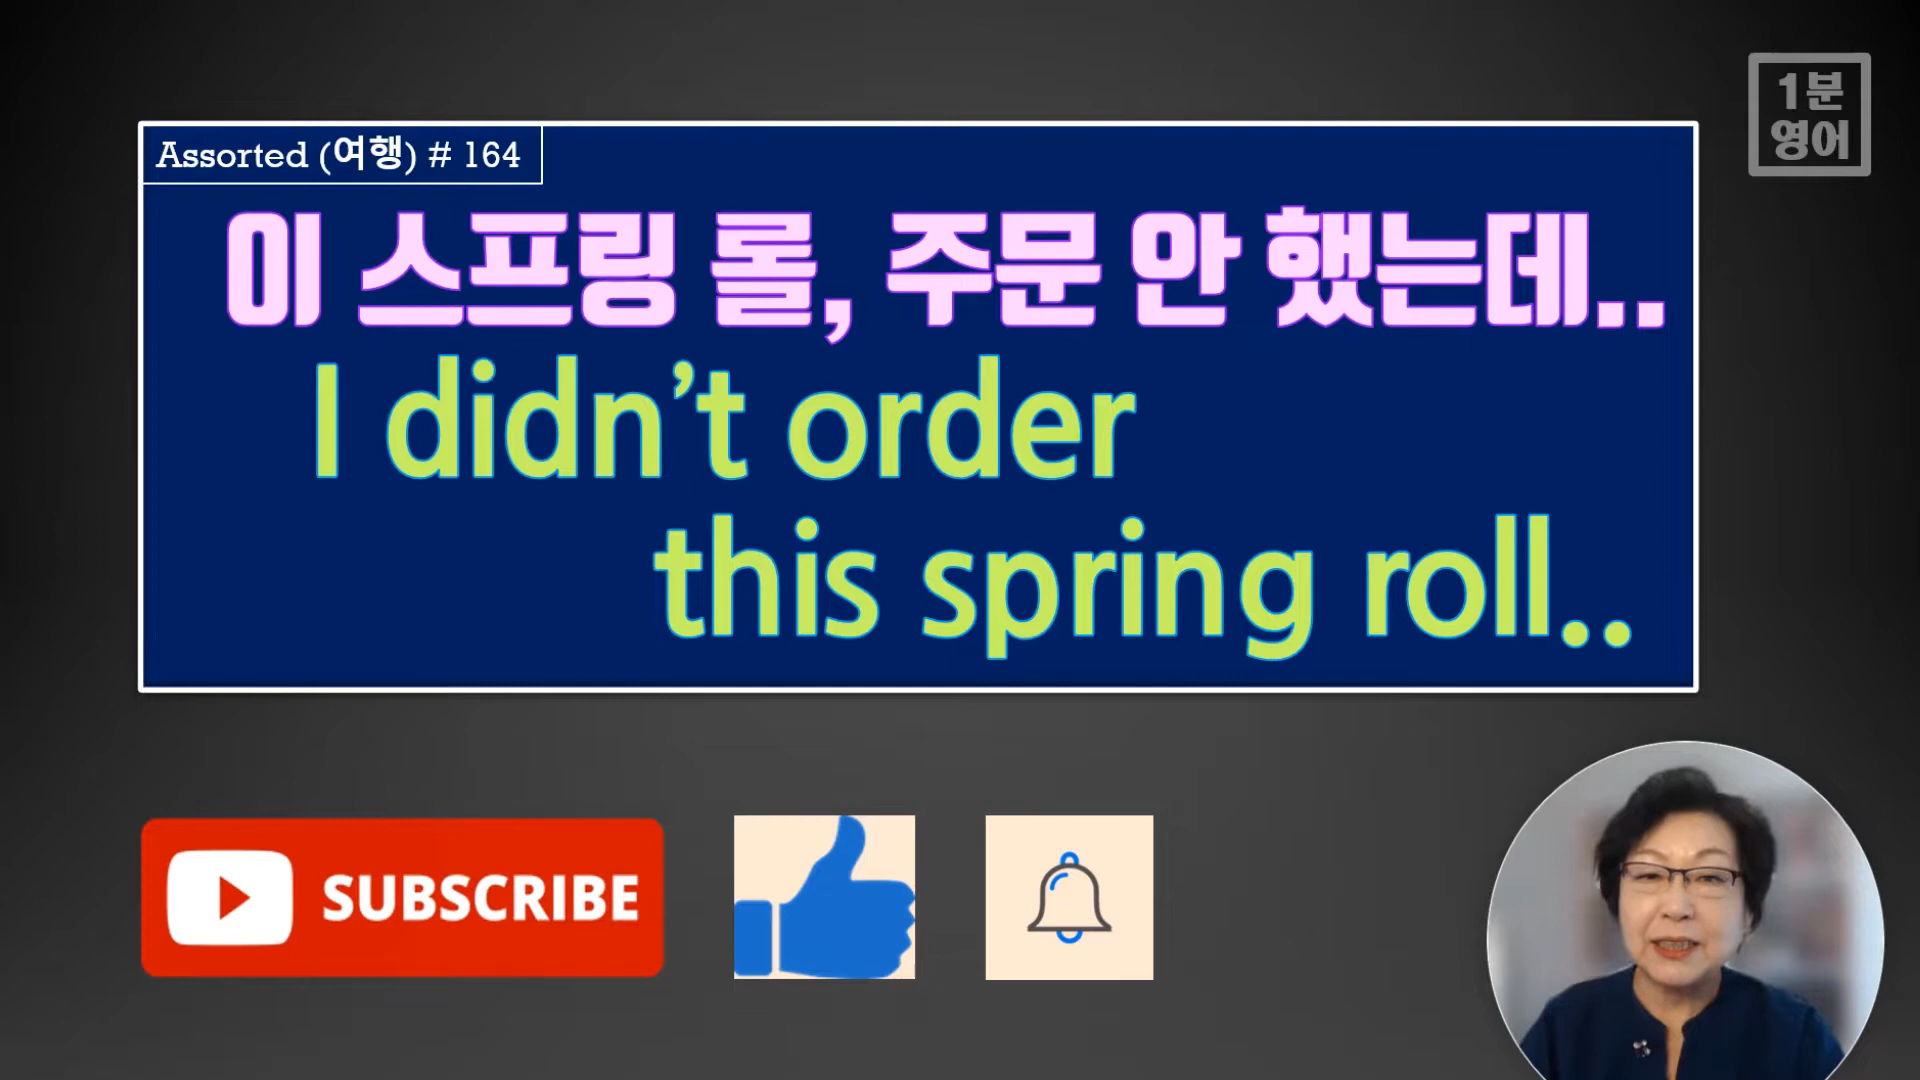 1분
영어
Assorted (여행) # 164
이 스프링 롤, 주문 안 했는데..
I didn’t order
this spring roll..
SUBSCRIBE